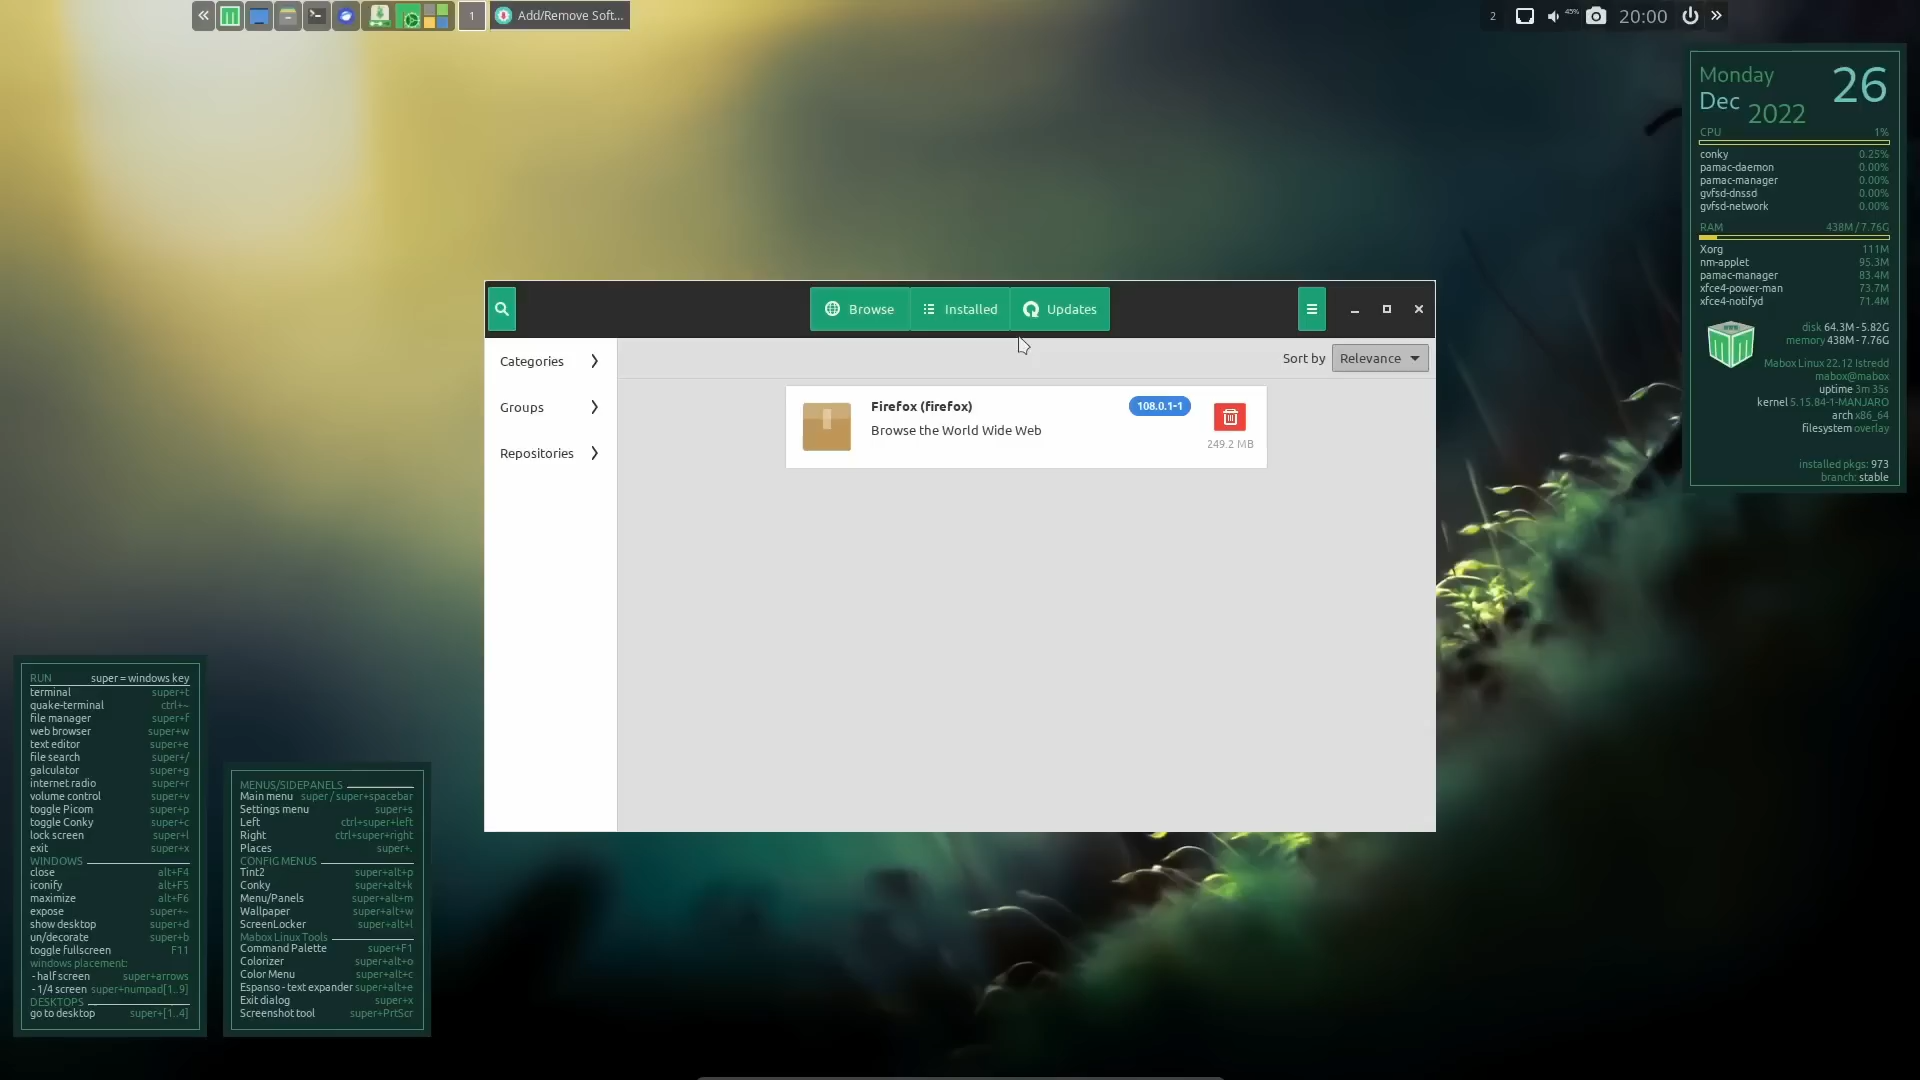 1
Add/Remove Soft...
2
45%
20:00
Monday
26
Dec
2022
CPU 1%
conky 0.25%
pamac-daemon 0.00%
pamac-manager 0.00%
gvfsd-dnssd 0.00%
gvfsd-network 0.00%
RAM 438M / 7.76G
Xorg 111M
nm-applet 95.3M
pamac-manager 83.4M
xfce4-power-man 73.7M
xfce4-notifyd 71.4M
disk 64.3M - 5.82G
memory 438M - 7.76G
Mabox Linux 22.12 Istredd
mabox@mabox
uptime 3m 35s
kernel 5.15.84-1-MANJARO
arch x86_64
filesystem overlay
installed pkgs: 973
branch: stable
Browse
Installed
Updates
Categories
Groups
Repositories
Sort by Relevance
Firefox (firefox) 108.0.1-1
Browse the World Wide Web
249.2 MB
RUN super = windows key
terminal super+t
quake-terminal ctrl+~
file manager super+f
web browser super+w
text editor super+e
file search super+/
galculator super+g
internet radio super+r
volume control super+v
toggle Picom super+p
toggle Conky super+c
lock screen super+l
exit super+x
WINDOWS
close alt+F4
iconify alt+F5
maximize alt+F6
expose super+~
show desktop super+d
un/decorate super+b
toggle fullscreen F11
windows placement:
- half screen super+arrows
- 1/4 screen super+numpad[1..9]
DESKTOPS
go to desktop super+[1..4]
MENUS/SIDEPANELS
Main menu super / super+spacebar
Settings menu super+s
Left ctrl+super+left
Right ctrl+super+right
Places super+.
CONFIG MENUS
Tint2 super+alt+p
Conky super+alt+k
Menu/Panels super+alt+m
Wallpaper super+alt+w
ScreenLocker super+alt+l
Mabox Linux Tools
Command Palette super+F1
Colorizer super+alt+o
Color Menu super+alt+c
Espanso - text expander super+alt+e
Exit dialog super+x
Screenshot tool super+PrtScr